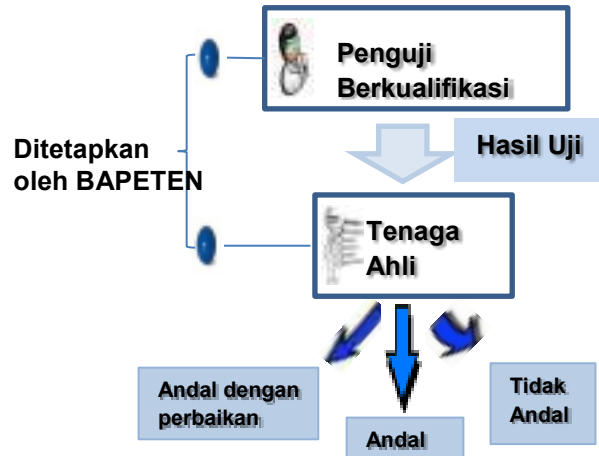 Penguji
Berkualifikasi
Hasil Uji
Ditetapkan
oleh BAPETEN
Tenaga
Ahli
Andal dengan
perbaikan
Andal
Tidak
Andal